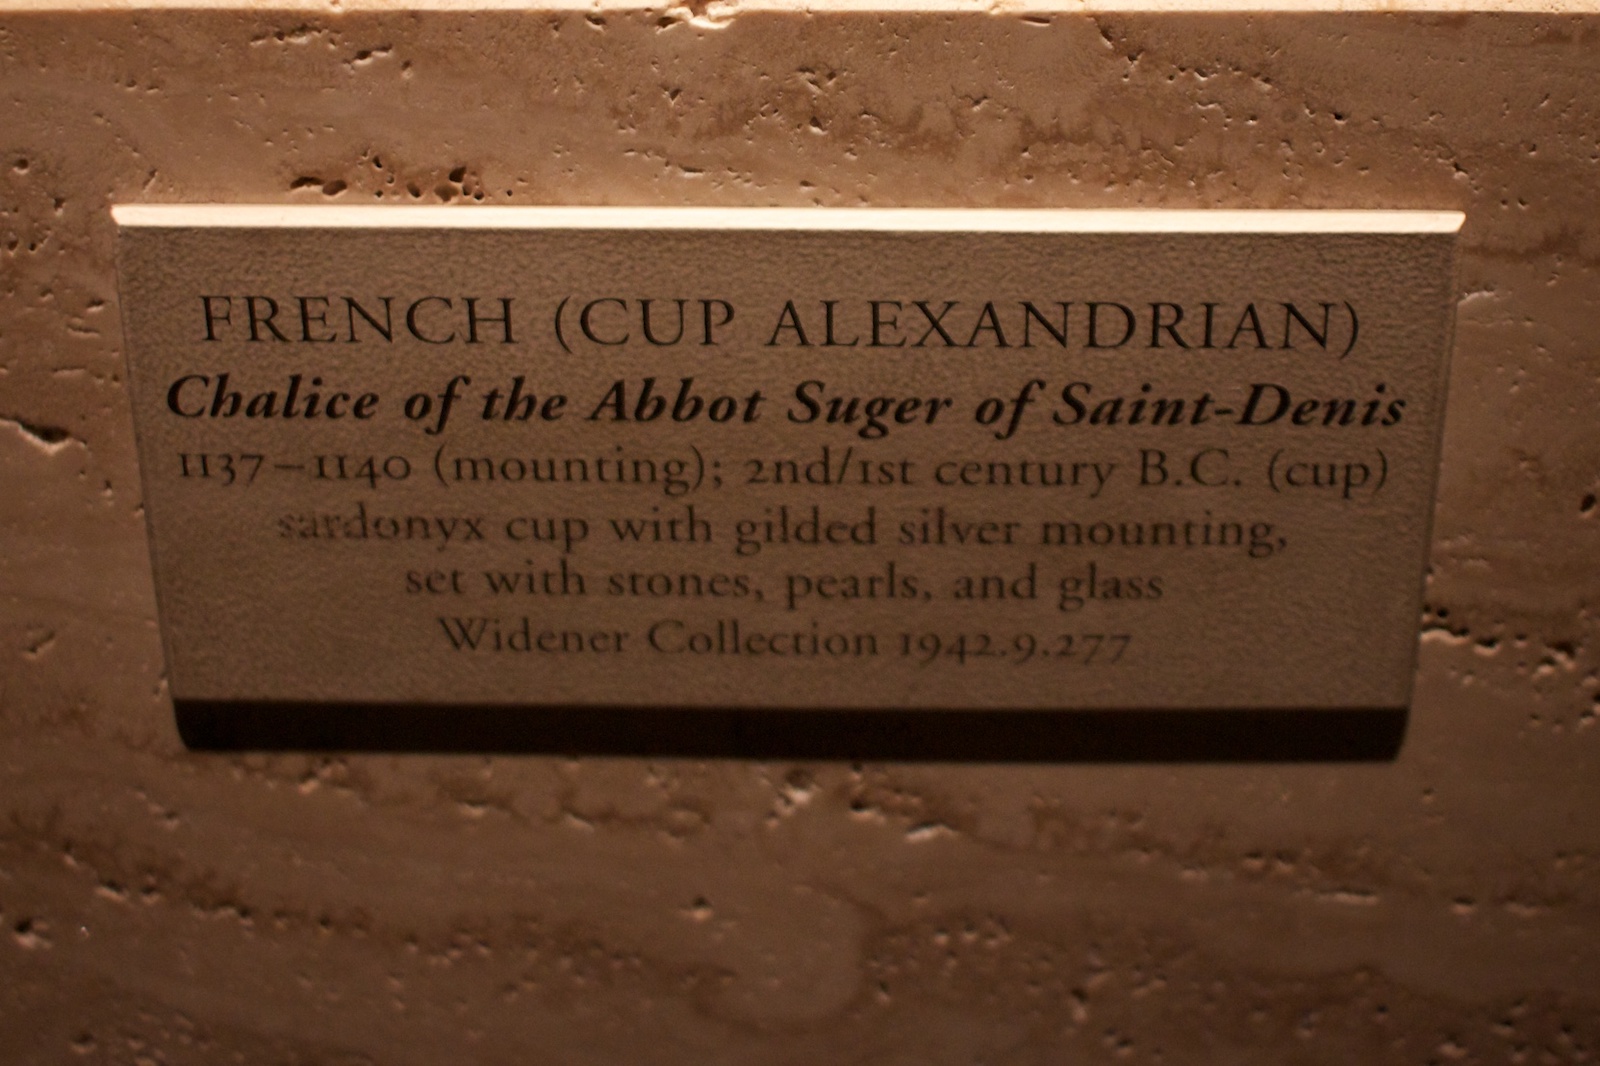 FRENCH (CUP ALEXANDRIAN)
Chalice of the Abbot Suger of Saint-Denis
1137–1140 (mounting); 2nd/1st century B.C. (cup)
sardonyx cup with gilded silver mounting,
set with stones, pearls, and glass
Widener Collection 1942.9.277